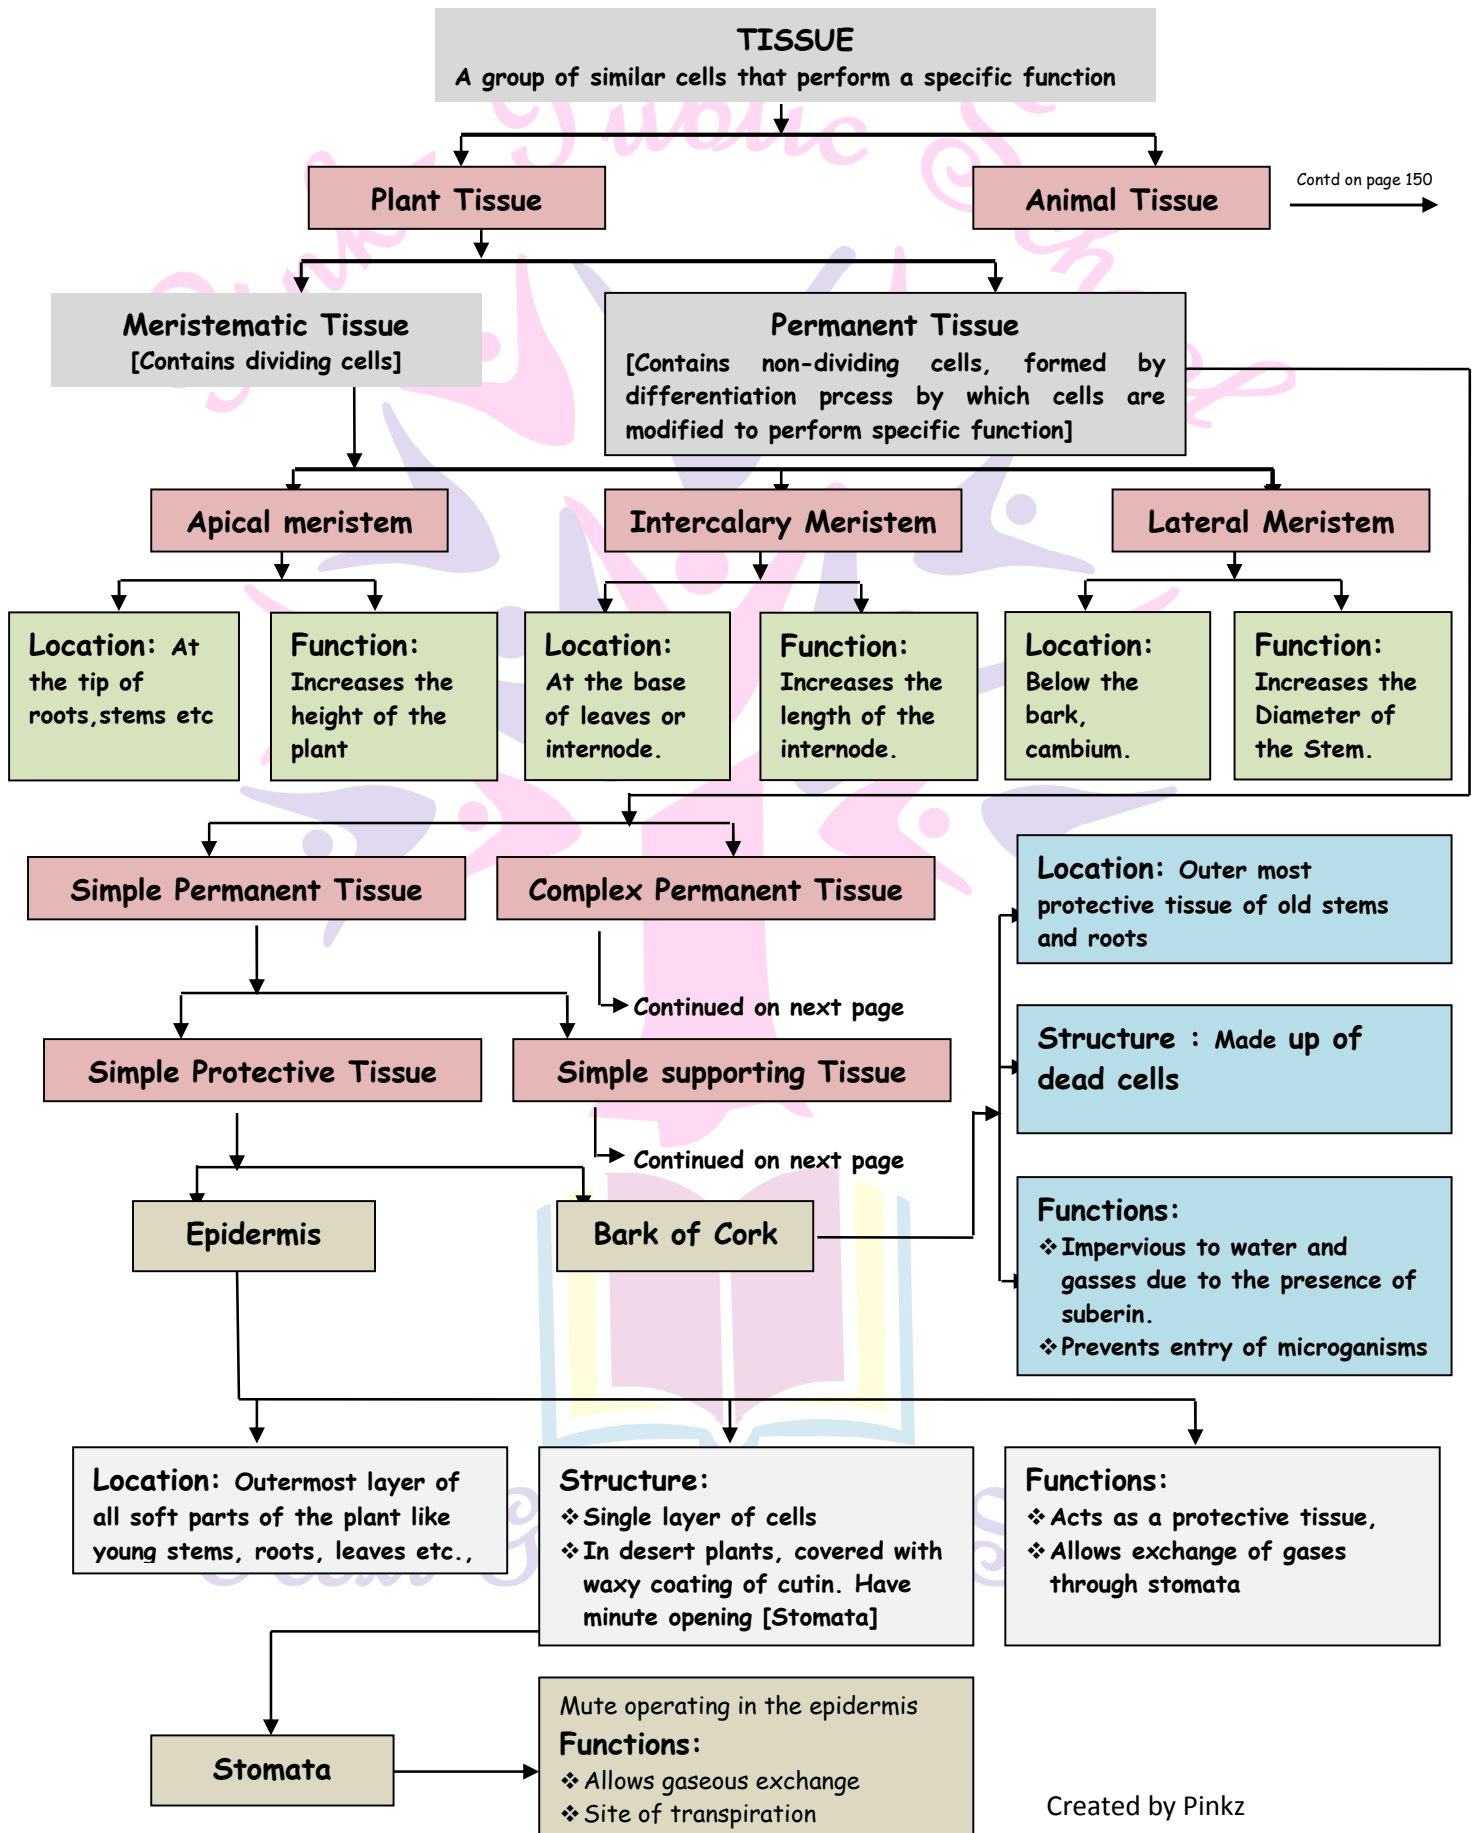 TISSUE
A group of similar cells that perform a specific function
Plant Tissue
Animal Tissue
Contd on page 150
Meristematic Tissue
[Contains dividing cells]
Permanent Tissue
[Contains non-dividing cells, formed by
differentiation prcess by which cells are
modified to perform specific function]
Apical meristem
Intercalary Meristem
Lateral Meristem
Location: At
the tip of
roots,stems etc
Function:
Increases the
height of the
plant
Location:
At the base
of leaves or
internode.
Function:
Increases the
length of the
internode.
Location:
Below the
bark,
cambium.
Function:
Increases the
Diameter of
the Stem.
Simple Permanent Tissue
Complex Permanent Tissue
Continued on next page
Location: Outer most
protective tissue of old stems
and roots
Simple Protective Tissue
Simple supporting Tissue
Continued on next page
Structure : Made up of
dead cells
Epidermis
Bark of Cork
Functions:
❖Impervious to water and
gasses due to the presence of
suberin.
❖Prevents entry of microganisms
Location: Outermost layer of
all soft parts of the plant like
young stems, roots, leaves etc.,
Structure:
❖Single layer of cells
❖In desert plants, covered with
waxy coating of cutin. Have
minute opening [Stomata]
Functions:
❖Acts as a protective tissue,
❖Allows exchange of gases
through stomata
Stomata
Mute operating in the epidermis
Functions:
❖Allows gaseous exchange
❖Site of transpiration
Created by Pinkz
Public School